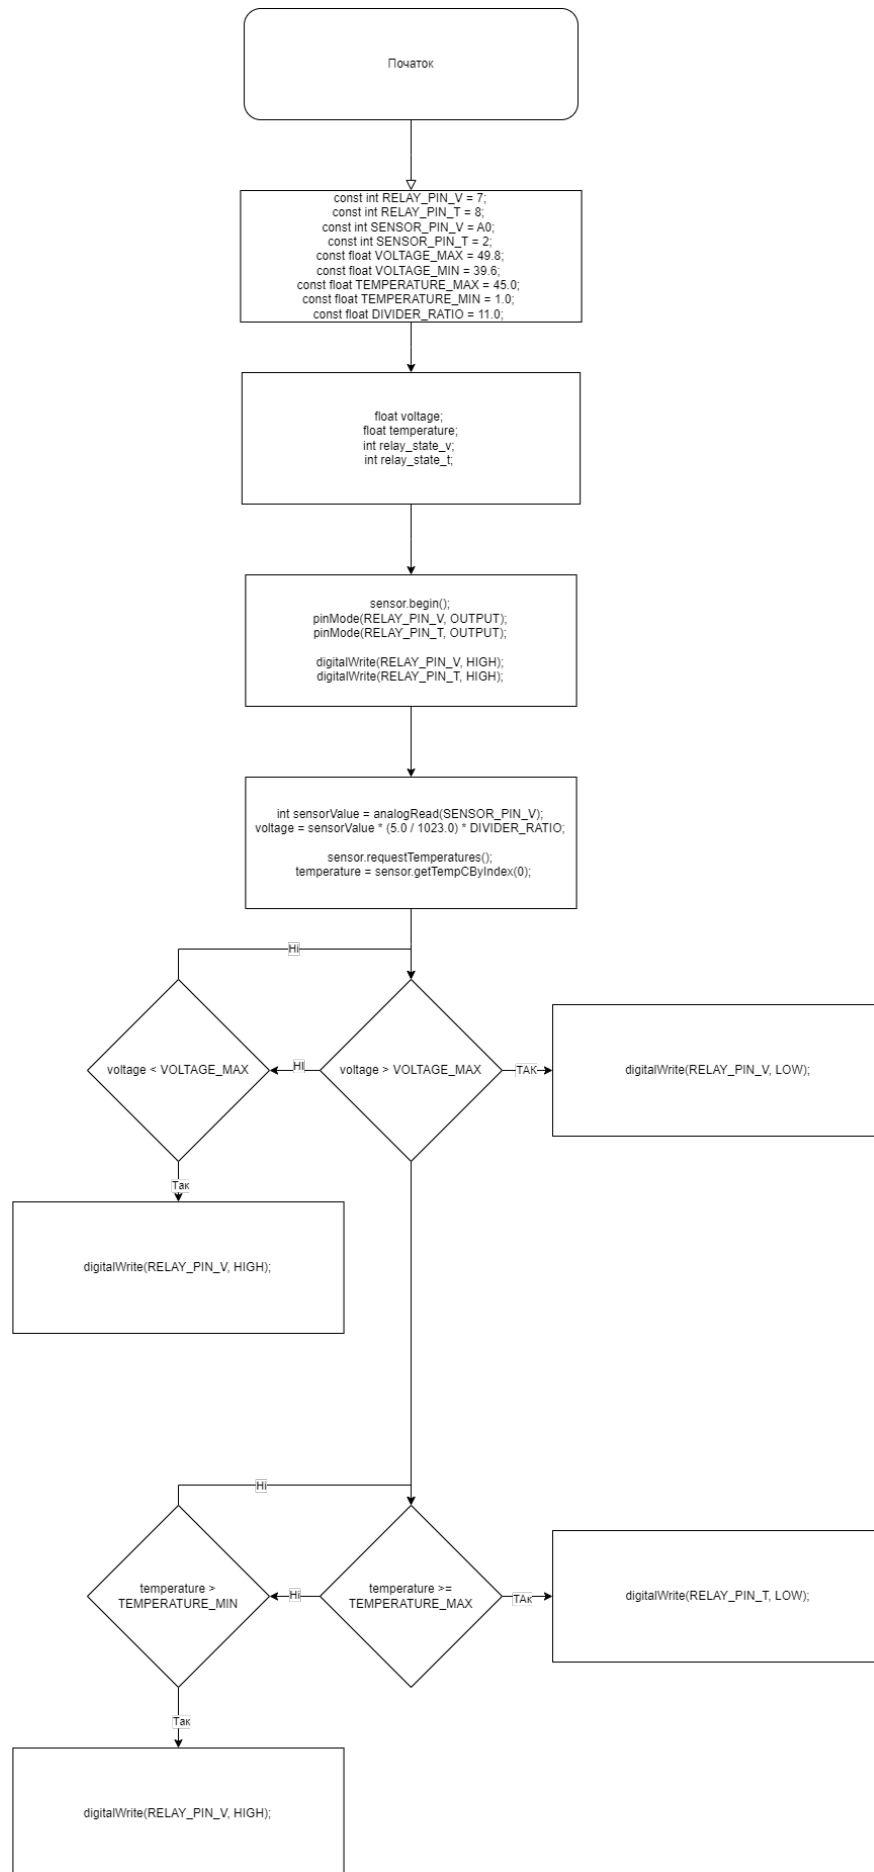 Початок
const int RELAY_PIN_V = 7;
const int RELAY_PIN_T = 8;
const int SENSOR_PIN_V = A0;
const int SENSOR_PIN_T = 2;
const float VOLTAGE_MAX = 49.8;
const float VOLTAGE_MIN = 39.6;
const float TEMPERATURE_MAX = 45.0;
const float TEMPERATURE_MIN = 1.0;
const float DIVIDER_RATIO = 11.0;
float voltage;
float temperature;
int relay_state_v;
int relay_state_t;
sensor.begin();
pinMode(RELAY_PIN_V, OUTPUT);
pinMode(RELAY_PIN_T, OUTPUT);
digitalWrite(RELAY_PIN_V, HIGH);
digitalWrite(RELAY_PIN_T, HIGH);
int sensorValue = analogRead(SENSOR_PIN_V);
voltage = sensorValue * (5.0 / 1023.0) * DIVIDER_RATIO;
sensor.requestTemperatures();
temperature = sensor.getTempCByIndex(0);
Ні
voltage < VOLTAGE_MAX
НІ
voltage > VOLTAGE_MAX
ТАК
digitalWrite(RELAY_PIN_V, LOW);
Так
digitalWrite(RELAY_PIN_V, HIGH);
Ні
temperature >
TEMPERATURE_MIN
Ні
temperature >=
TEMPERATURE_MAX
ТАк
digitalWrite(RELAY_PIN_T, LOW);
Так
digitalWrite(RELAY_PIN_V, HIGH);